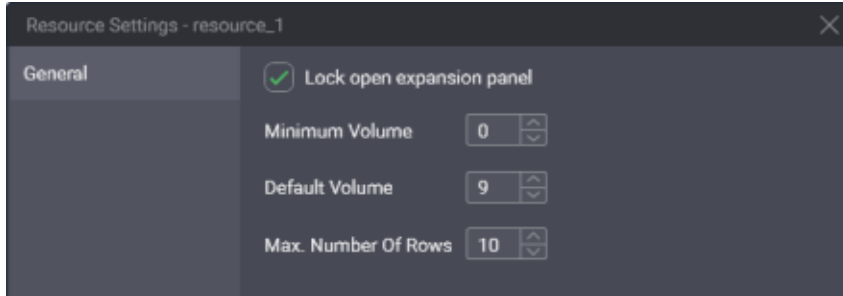 Resource Settings - resource_1
General
Lock open expansion panel
Minimum Volume 0
Default Volume 9
Max. Number Of Rows 10